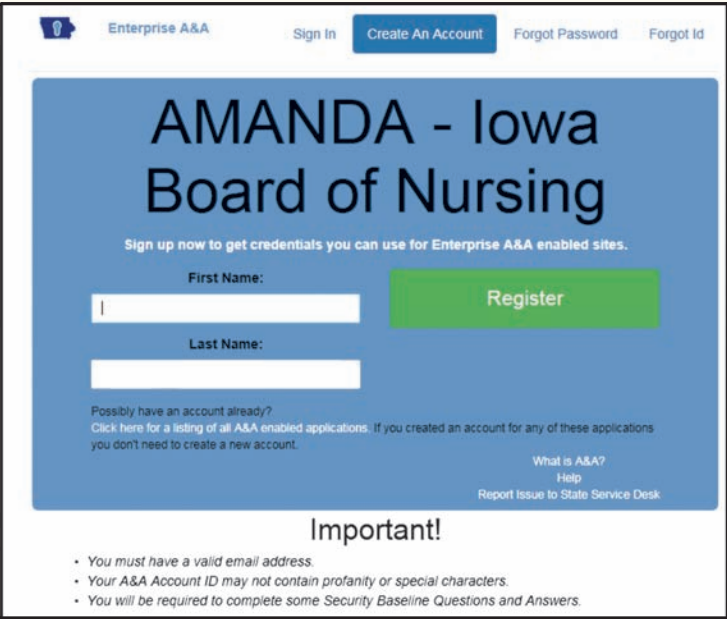 Enterprise A&A
Sign In
Create An Account
Forgot Password
Forgot Id
AMANDA - Iowa
Board of Nursing
Sign up now to get credentials you can use for Enterprise A&A enabled sites.
First Name:
Register
Last Name:
Possibly have an account already?
Click here for a listing of all A&A enabled applications. If you created an account for any of these applications
you don't need to create a new account.
What is A&A?
Help
Report Issue to State Service Desk
Important!
• You must have a valid email address.
• Your A&A Account ID may not contain profanity or special characters.
• You will be required to complete some Security Baseline Questions and Answers.